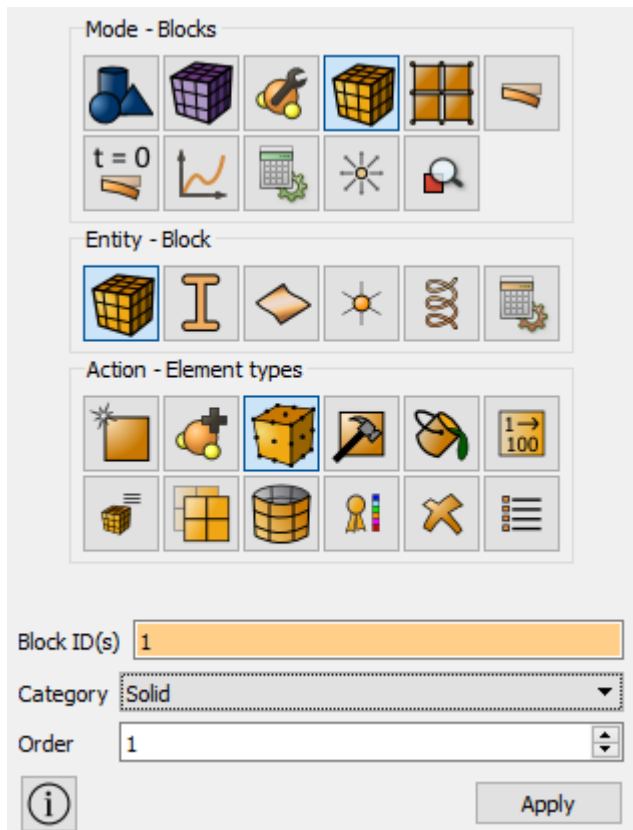 Mode - Blocks
t = 0
Entity - Block
Action - Element types
1→
100
Block ID(s) 1
Category Solid
Order 1
i
Apply